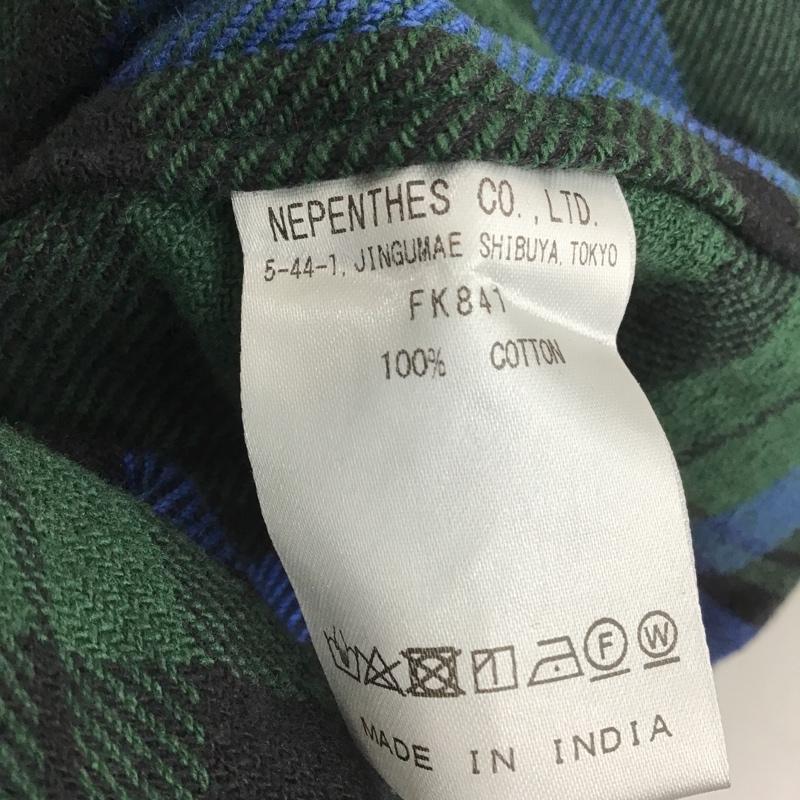 NEPENTHES CO.,LTD.
5-44-1, JINGUMAE SHIBUYA, TOKYO
FK841
100% COTTON
F W
MADE IN INDIA